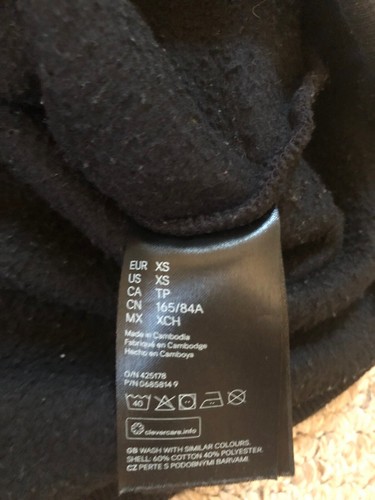 EUR XS
US XS
CA TP
CN 165/84A
MX XCH
Made in Cambodia
Fabriqué en Cambodge
Hecho en Camboya
O/N 425178
P/N 0685814 9
40
clevercare.info
GB WASH WITH SIMILAR COLOURS.
SHELL: 60% COTTON 40% POLYESTER.
CZ PERTE S PODOBNÝMI BARVAMI.